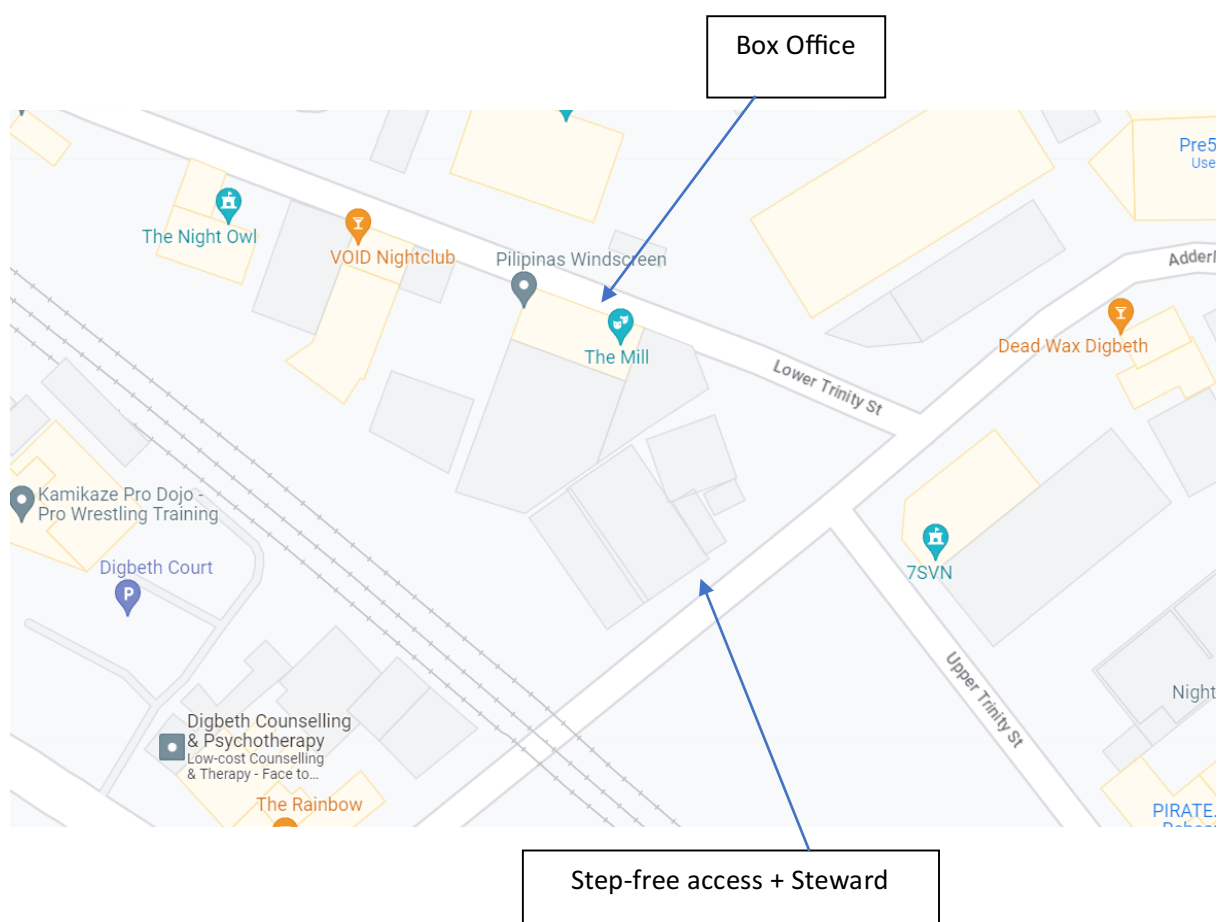 Box Office
Pre5
Use
The Night Owl
VOID Nightclub
Pilipinas Windscreen
Adderl
The Mill
Dead Wax Digbeth
Lower Trinity St
Kamikaze Pro Dojo -
Pro Wrestling Training
7SVN
Digbeth Court
P
Upper Trinity St
Night
Digbeth Counselling
& Psychotherapy
Low-cost Counselling
& Therapy - Face to...
The Rainbow
PIRATE.
Step-free access + Steward